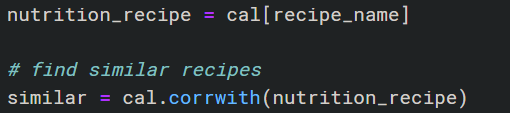 nutrition_recipe = cal[recipe_name]
# find similar recipes
similar = cal.corrwith(nutrition_recipe)